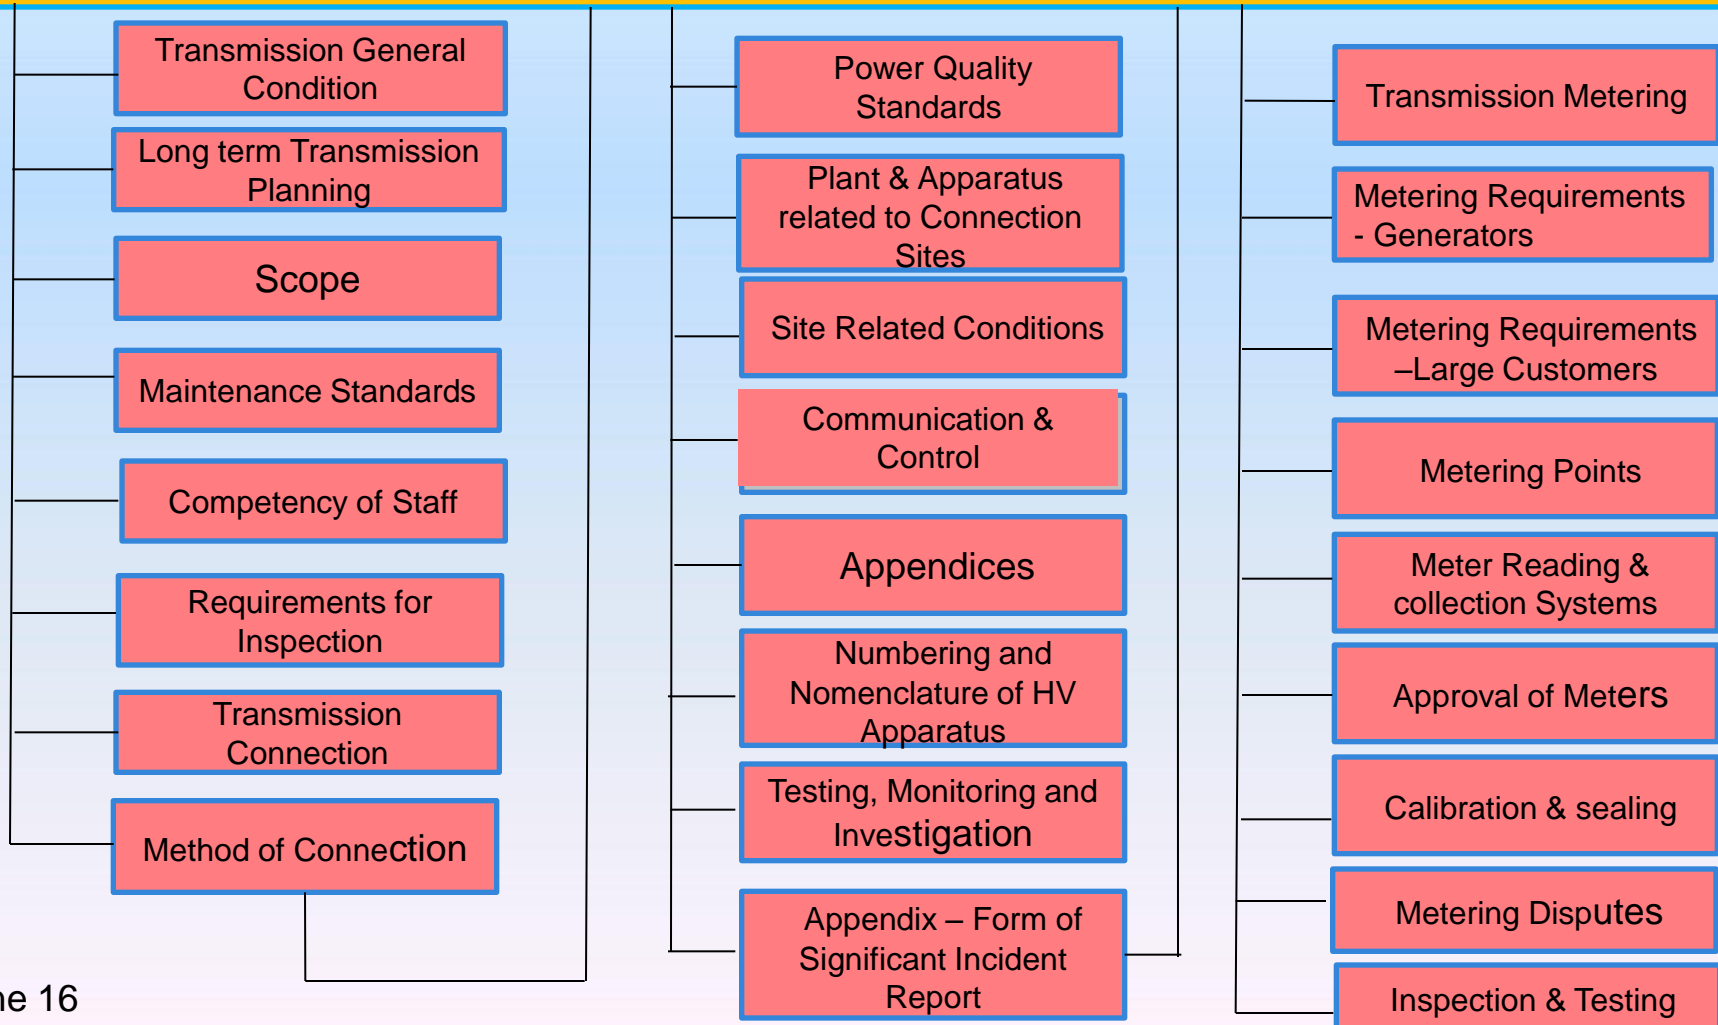 Transmission General
Condition
Long term Transmission
Planning
Scope
Maintenance Standards
Competency of Staff
Requirements for
Inspection
Transmission
Connection
Method of Connection
Power Quality
Standards
Plant & Apparatus
related to Connection
Sites
Site Related Conditions
Communication &
Control
Appendices
Numbering and
Nomenclature of HV
Apparatus
Testing, Monitoring and
Investigation
Appendix – Form of
Significant Incident
Report
Transmission Metering
Metering Requirements
- Generators
Metering Requirements
–Large Customers
Metering Points
Meter Reading &
collection Systems
Approval of Meters
Calibration & sealing
Metering Disputes
Inspection & Testing
16